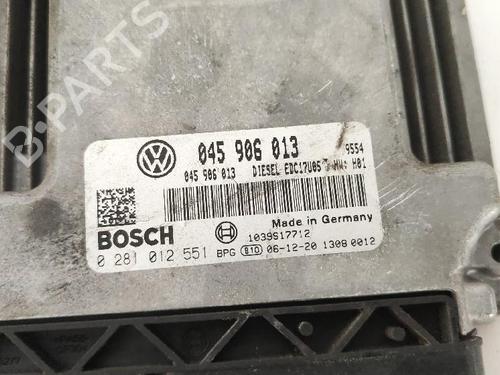 B-PARTS
045 906 013 9554
045 906 013 DIESEL EDC17U05 H01
Made in Germany
BOSCH 1039S17712
0 281 012 551 BPG 810 06-12-20 1308 0012